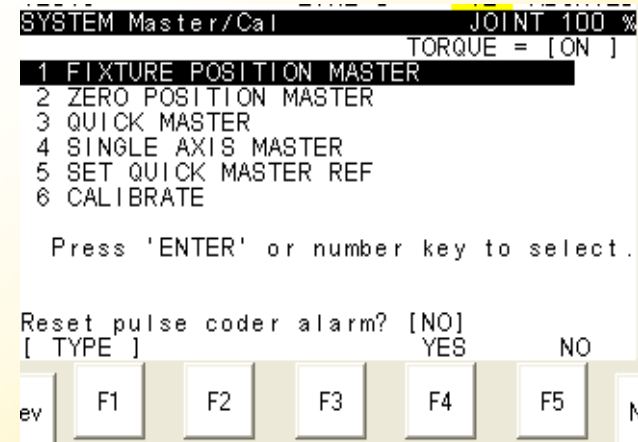 SYSTEM Master/Cal JOINT 100 %
TORQUE = [ON ]
1 FIXTURE POSITION MASTER
2 ZERO POSITION MASTER
3 QUICK MASTER
4 SINGLE AXIS MASTER
5 SET QUICK MASTER REF
6 CALIBRATE
Press 'ENTER' or number key to select.
Reset pulse coder alarm? [NO]
[ TYPE ] YES NO
ev F1 F2 F3 F4 F5